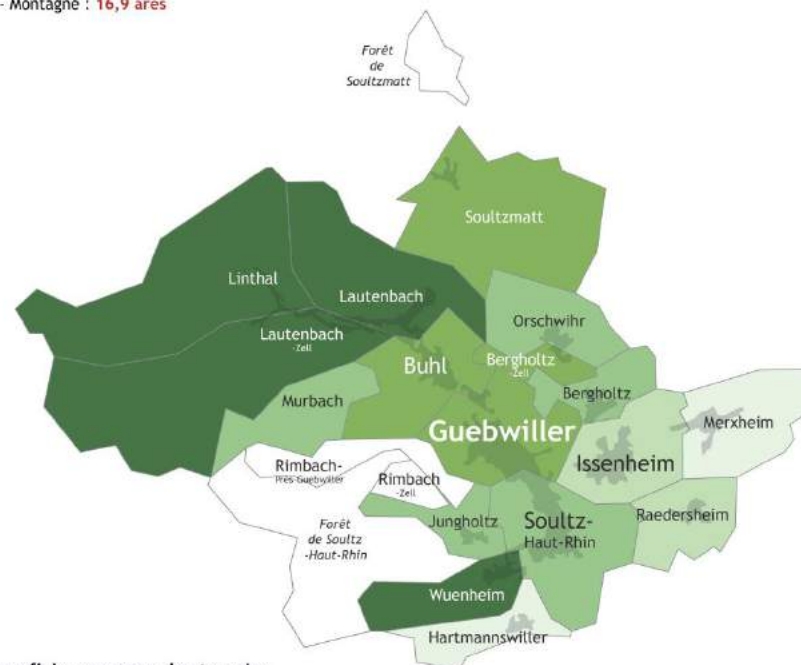 - Montagne : 16,9 ares
Forêt
de
Soultzmatt
Soultzmatt
Linthal
Lautenbach
Orschwihr
Lautenbach
-Zell
Buhl
Bergholtz
-Zell
Murbach
Bergholtz
Merxheim
Guebwiller
Issenheim
Rimbach-
Près-Guebwiller
Rimbach
-Zell
Raedersheim
Jungholtz
Soultz-
Haut-Rhin
Forêt
de Soultz
-Haut-Rhin
Wuenheim
Hartmannswiller